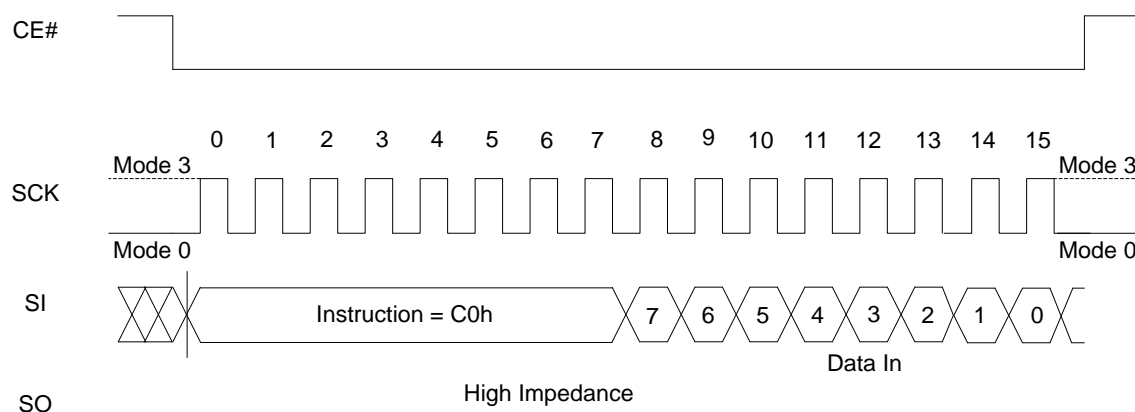 CE#
0 1 2 3 4 5 6 7 8 9 10 11 12 13 14 15
Mode 3 Mode 3
SCK
Mode 0 Mode 0
SI
Instruction = C0h 7 6 5 4 3 2 1 0
Data In
High Impedance
SO